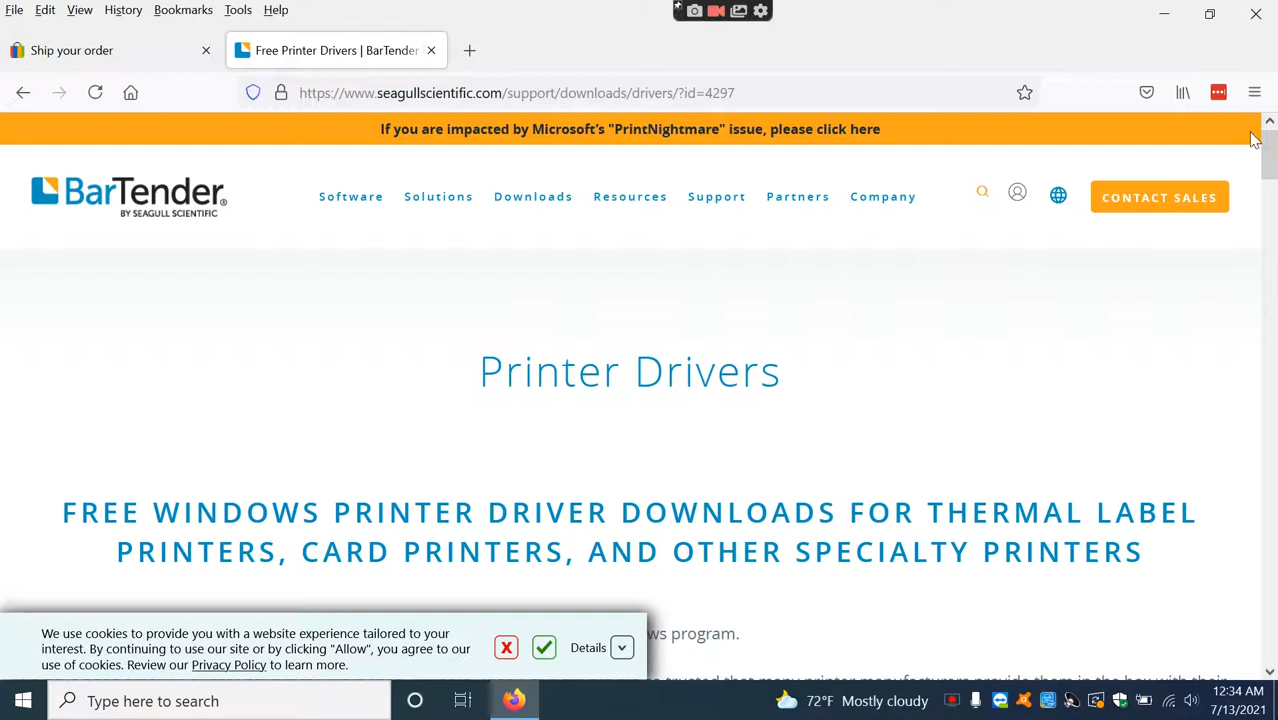 File Edit View History Bookmarks Tools Help
Ship your order
Free Printer Drivers | BarTender
https://www.seagullscientific.com/support/downloads/drivers/?id=4297
If you are impacted by Microsoft's "PrintNightmare" issue, please click here
BarTender®
BY SEAGULL SCIENTIFIC
Software Solutions Downloads Resources Support Partners Company
CONTACT SALES
Printer Drivers
FREE WINDOWS PRINTER DRIVER DOWNLOADS FOR THERMAL LABEL
PRINTERS, CARD PRINTERS, AND OTHER SPECIALTY PRINTERS
We use cookies to provide you with a website experience tailored to your
interest. By continuing to use our site or by clicking "Allow", you agree to our
use of cookies. Review our Privacy Policy to learn more.
X
Details
program.
Type here to search
72°F Mostly cloudy
12:34 AM
7/13/2021